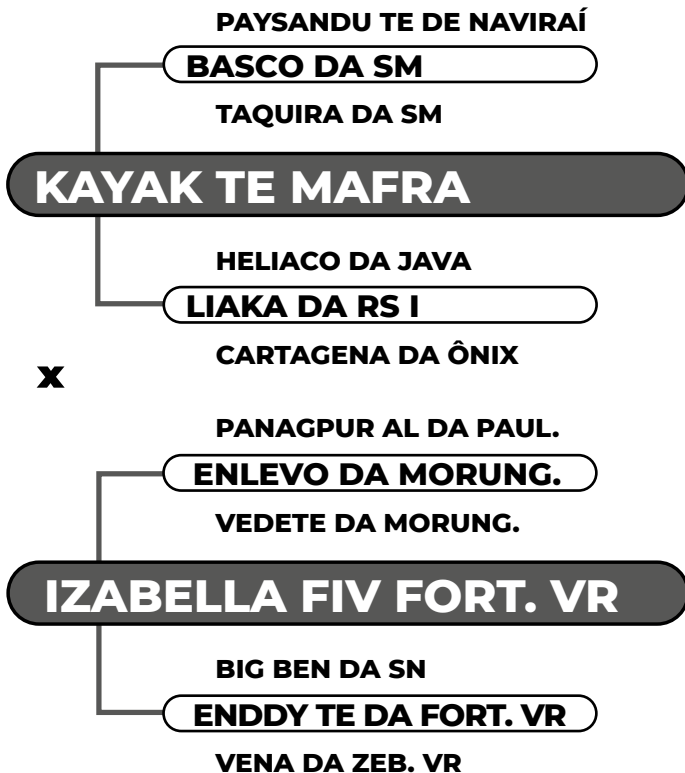 PAYSANDU TE DE NAVIRAÍ
BASCO DA SM
TAQUIRA DA SM
KAYAK TE MAFRA
HELIACO DA JAVA
LIAKA DA RS I
CARTAGENA DA ÔNIX
X
PANAGPUR AL DA PAUL.
ENLEVO DA MORUNG.
VEDETE DA MORUNG.
IZABELLA FIV FORT. VR
BIG BEN DA SN
ENDDY TE DA FORT. VR
VENA DA ZEB. VR